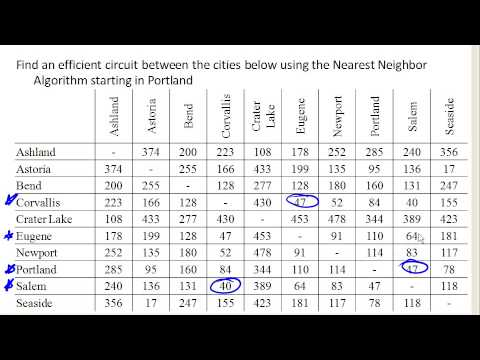 Find an efficient circuit between the cities below using the Nearest Neighbor
Algorithm starting in Portland
Ashland Astoria Bend Corvallis Crater Lake Eugene Newport Portland Salem Seaside
Ashland - 374 200 223 108 178 252 285 240 356
Astoria 374 - 255 166 433 199 135 95 136 17
Bend 200 255 - 128 277 128 180 160 131 247
Corvallis 223 166 128 - 430 47 52 84 40 155
Crater Lake 108 433 277 430 - 453 478 344 389 423
Eugene 178 199 128 47 453 - 91 110 64 181
Newport 252 135 180 52 478 91 - 114 83 117
Portland 285 95 160 84 344 110 114 - 47 78
Salem 240 136 131 40 389 64 83 47 - 118
Seaside 356 17 247 155 423 181 117 78 118 -